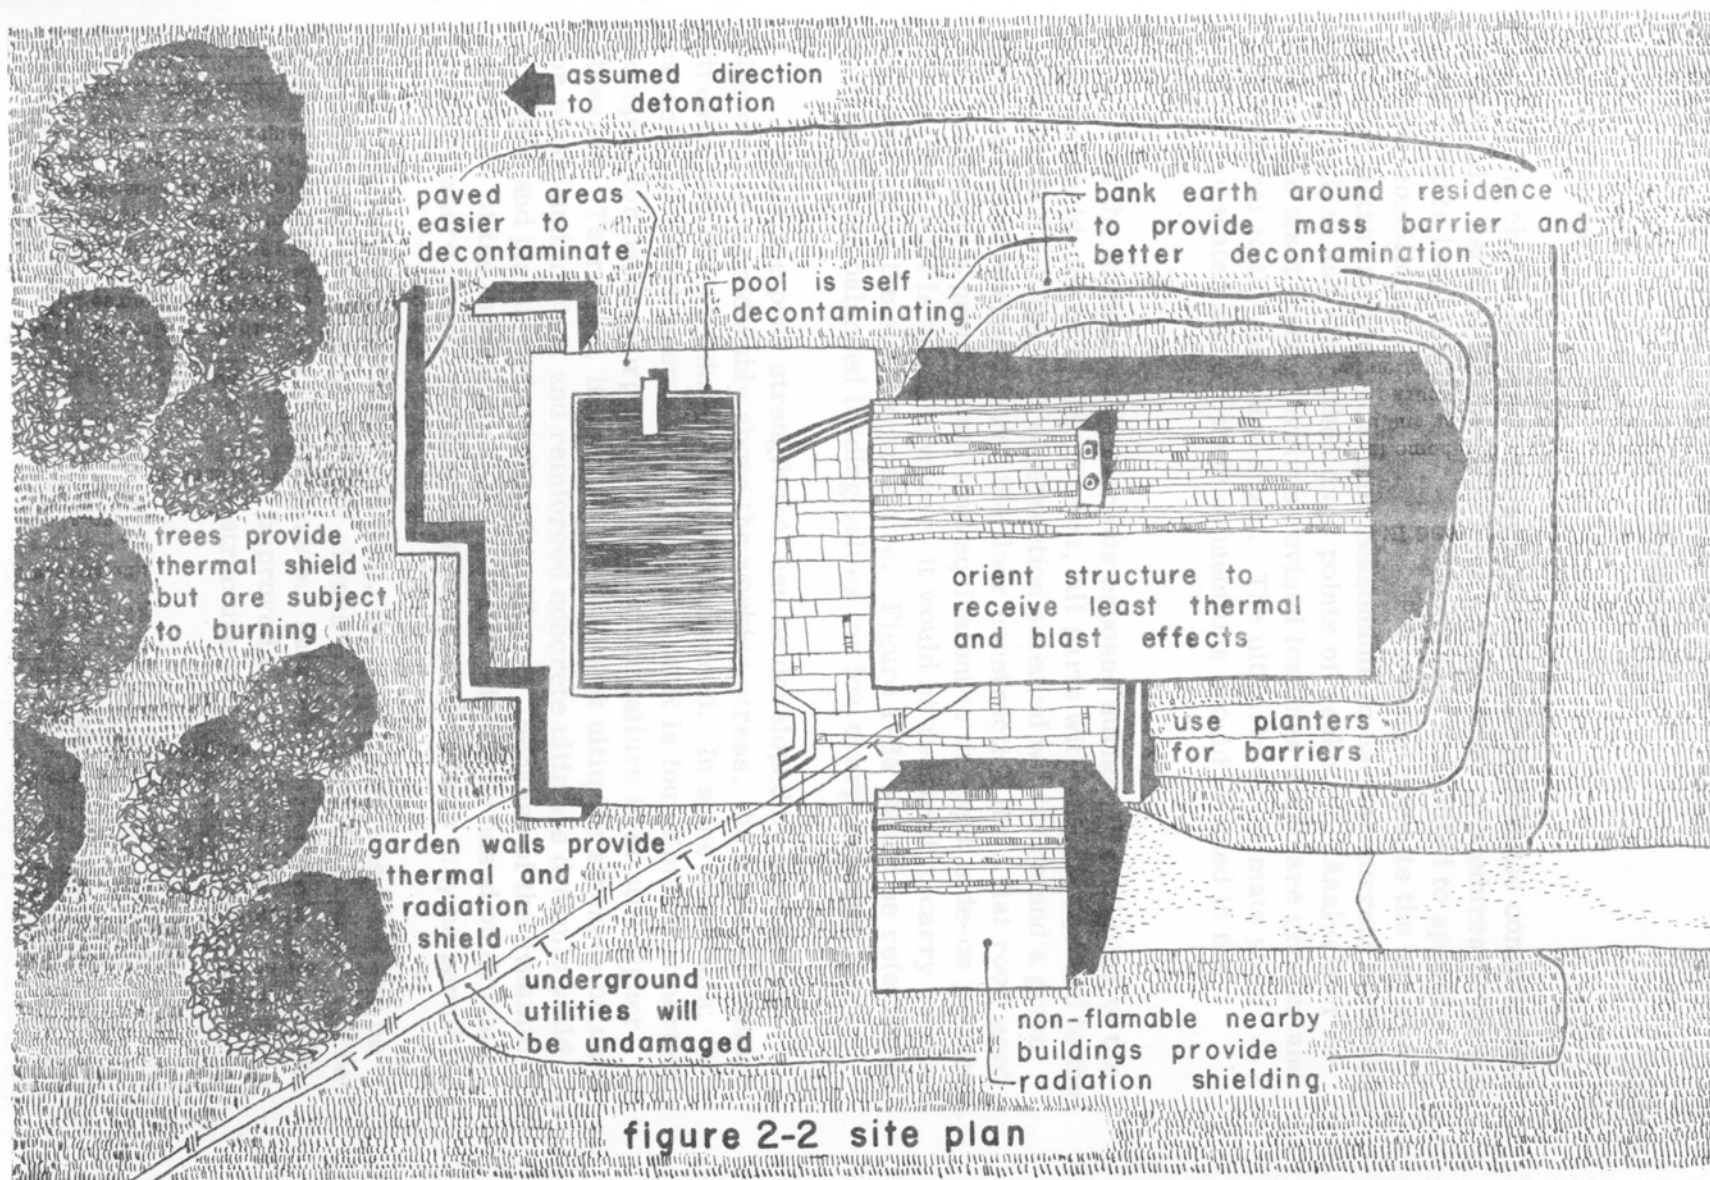 assumed direction
to detonation
paved areas
easier to
decontaminate
bank earth around residence
to provide mass barrier and
better decontamination
pool is self
decontaminating
trees provide
thermal shield
but are subject
to burning
orient structure to
receive least thermal
and blast effects
use planters
for barriers
garden walls provide
thermal and
radiation
shield
underground
utilities will
be undamaged
non-flamable nearby
buildings provide
radiation shielding
figure 2-2 site plan